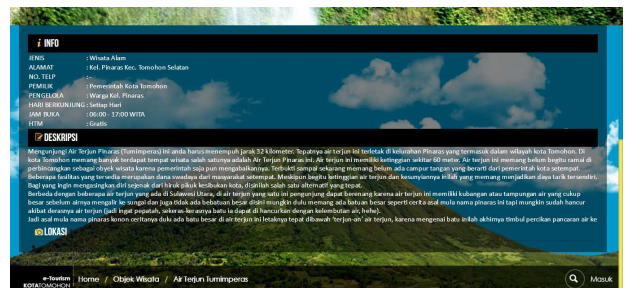 i INFO
JENIS : Wisata Alam
ALAMAT : Kel. Pinaras Kec. Tomohon Selatan
NO. TELP : -
PEMILIK : Pemerintah Kota Tomohon
PENGELOLA : Warga Kel. Pinaras
HARI BERKUNJUNG : Setiap Hari
JAM BUKA : 06:00 - 17:00 WITA
HTM : Gratis
DESKRIPSI
Mengunjungi Air Terjun Pinaras (Tumimperas) ini anda harus menempuh jarak 32 kilometer. Tepatnya air terjun ini terletak di kelurahan Pinaras yang termasuk dalam wilayah kota Tomohon. Di
kota Tomohon memang banyak terdapat tempat wisata salah satunya adalah Air Terjun Pinaras ini. Air terjun ini memiliki ketinggian sekitar 60 meter. Air terjun ini memang belum begitu ramai di
perbincangkan sebagai obyek wisata karena pemerintah saja pun mengabaikannya. Terbukti sampai sekarang memang belum ada campur tangan yang berarti dari pemerintah kota setempat.
Beberapa fasilitas yang tersedia merupakan dana swadaya dari masyarakat setempat. Meskipun begitu ketinggian air terjun dan kesunyiannya inilah yang memang menjadikan daya tarik tersendiri.
Bagi yang ingin mengasingkan diri sejenak dari hiruk pikuk kesibukan kota, disinilah salah satu alternatif yang tepat.
Berbeda dengan beberapa air terjun yang ada di Sulawesi Utara, di air terjun yang satu ini pengunjung dapat berenang karena air terjun ini memiliki kubangan atau tampungan air yang cukup
besar sebelum airnya mengalir ke sungai dan juga tidak ada bebatuan besar disini mungkin dulu memang ada batuan besar seperti cerita asal mula nama pinaras ini tapi mungkin sudah hancur
akibat derasnya air terjun (jadi ingat pepatah, sekeras-kerasnya batu ia dapat di hancurkan dengan kelembutan air, hehe).
Jadi asal mula nama pinaras konon ceritanya dulu ada batu besar di air terjun ini letaknya tepat dibawah 'terjun-an' air terjun, karena mengenai batu inilah akhirnya timbul percikan pancaran air ke
LOKASI
e-Tourism
KOTATOMOHON
Home / Objek Wisata / Air Terjun Tumimperas
Masuk